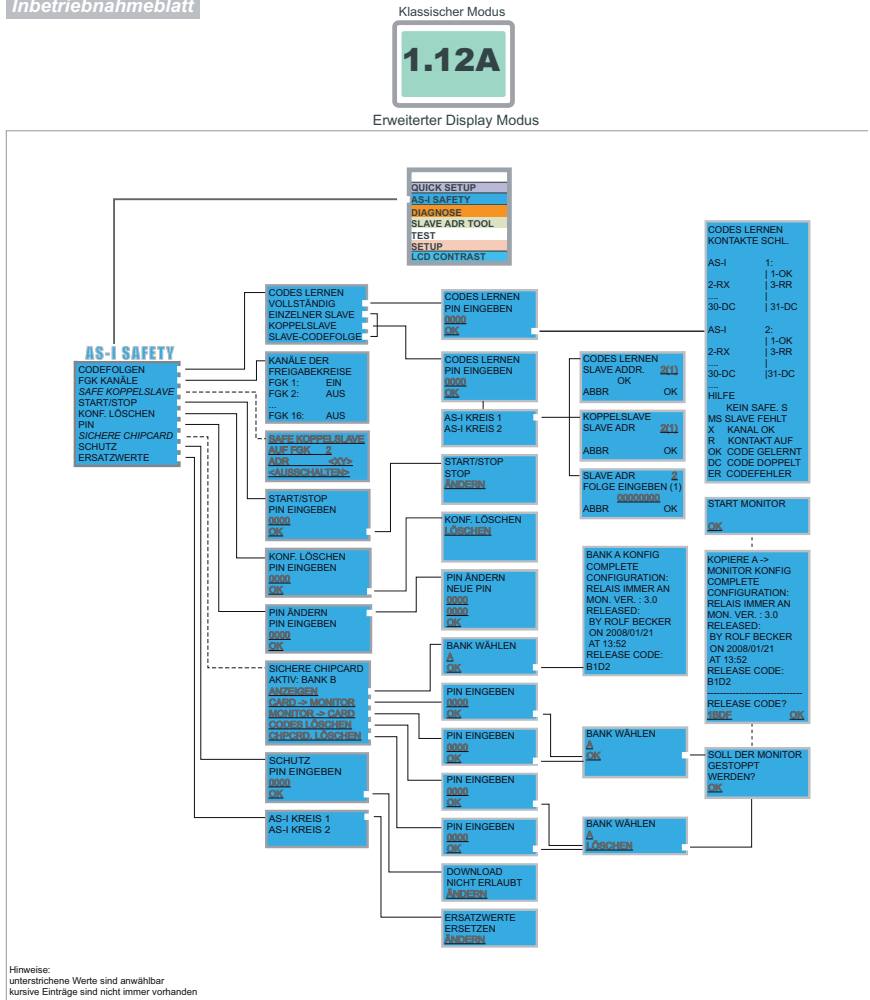 Inbetriebnahmeblatt
Klassischer Modus
1.12A
Erweiterter Display Modus
QUICK SETUP
AS-I SAFETY
DIAGNOSE
SLAVE ADR TOOL
TEST
SETUP
LCD CONTRAST
AS-I SAFETY
CODEFOLGEN
FGK KANÄLE
SAFE KOPPELSLAVE
START/STOP
KONF. LÖSCHEN
PIN
SICHERE CHIPCARD
SCHUTZ
ERSATZWERTE
CODES LERNEN
VOLLSTÄNDIG
EINZELNER SLAVE
KOPPELSLAVE
SLAVE-CODEFOLGE
KANÄLE DER
FREIGABEKREISE
FGK 1: EIN
FGK 2: AUS
...
FGK 16: AUS
SAFE KOPPELSLAVE
AUF FGK 2
ADR <XY>
<AUSSCHALTEN>
START/STOP
PIN EINGEBEN
0000
OK
KONF. LÖSCHEN
PIN EINGEBEN
0000
OK
PIN ÄNDERN
PIN EINGEBEN
0000
OK
SICHERE CHIPCARD
AKTIV: BANK B
ANZEIGEN
CARD -> MONITOR
MONITOR -> CARD
CODES LÖSCHEN
CHPCRD. LÖSCHEN
SCHUTZ
PIN EINGEBEN
0000
OK
AS-I KREIS 1
AS-I KREIS 2
CODES LERNEN
PIN EINGEBEN
0000
OK
CODES LERNEN
PIN EINGEBEN
0000
OK
AS-I KREIS 1
AS-I KREIS 2
START/STOP
STOP
ÄNDERN
KONF. LÖSCHEN
LÖSCHEN
PIN ÄNDERN
NEUE PIN
0000
0000
OK
BANK WÄHLEN
A
OK
PIN EINGEBEN
0000
OK
PIN EINGEBEN
0000
OK
PIN EINGEBEN
0000
OK
PIN EINGEBEN
0000
OK
DOWNLOAD
NICHT ERLAUBT
ÄNDERN
ERSATZWERTE
ERSETZEN
ÄNDERN
CODES LERNEN
SLAVE ADDR. 2(1)
OK
ABBR OK
KOPPELSLAVE
SLAVE ADR 2(1)
ABBR OK
SLAVE ADR 2
FOLGE EINGEBEN (1)
00000000
ABBR OK
BANK A KONFIG
COMPLETE
CONFIGURATION:
RELAIS IMMER AN
MON. VER. : 3.0
RELEASED:
BY ROLF BECKER
ON 2008/01/21
AT 13:52
RELEASE CODE:
B1D2
BANK WÄHLEN
A
OK
BANK WÄHLEN
A
LÖSCHEN
CODES LERNEN
KONTAKTE SCHL.
AS-I 1:
| 1-OK
2-RX | 3-RR
.... |
30-DC | 31-DC
AS-I 2:
| 1-OK
2-RX | 3-RR
.... |
30-DC |31-DC
....
HILFE
KEIN SAFE. S
MS SLAVE FEHLT
X KANAL OK
R KONTAKT AUF
OK CODE GELERNT
DC CODE DOPPELT
ER CODEFEHLER
START MONITOR
OK
KOPIERE A ->
MONITOR KONFIG
COMPLETE
CONFIGURATION:
RELAIS IMMER AN
MON. VER. : 3.0
RELEASED:
BY ROLF BECKER
ON 2008/01/21
AT 13:52
RELEASE CODE:
B1D2
--------------------------------
RELEASE CODE?
1BDF OK
SOLL DER MONITOR
GESTOPPT
WERDEN?
OK
Hinweise:
unterstrichene Werte sind anwählbar
kursive Einträge sind nicht immer vorhanden